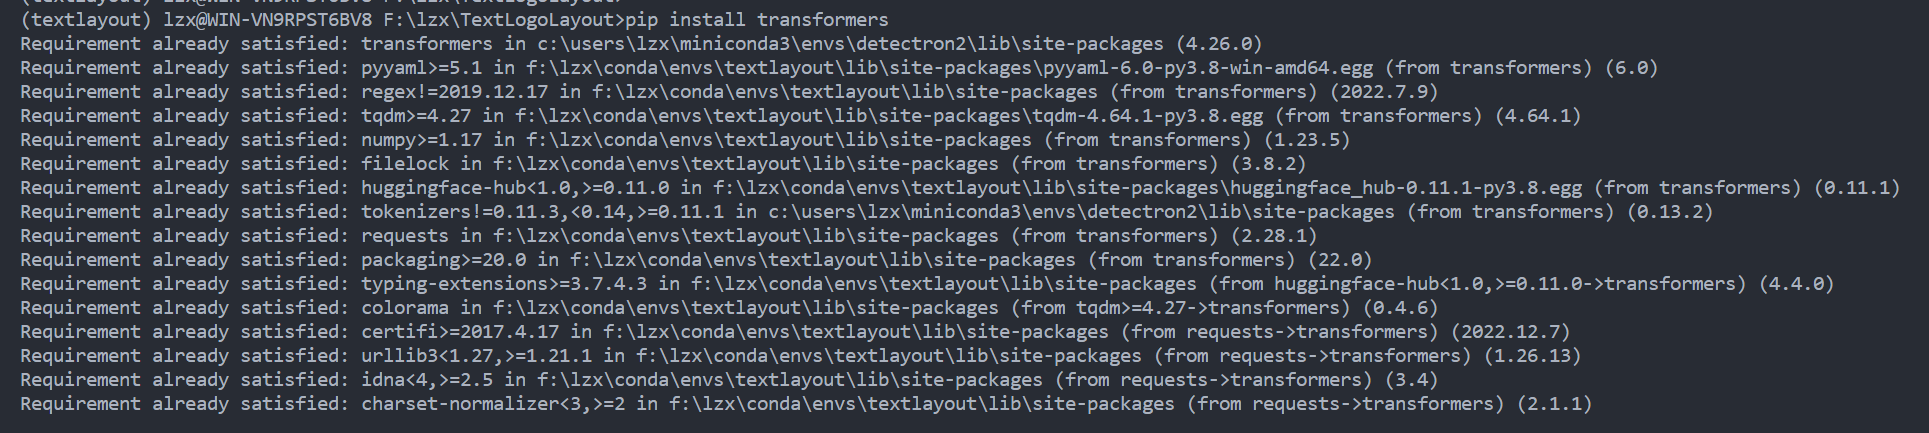 (textlayout) lzx@WIN-VN9RPST6BV8 F:\lzx\TextLogoLayout>
(textlayout) lzx@WIN-VN9RPST6BV8 F:\lzx\TextLogoLayout>pip install transformers
Requirement already satisfied: transformers in c:\users\lzx\miniconda3\envs\detectron2\lib\site-packages (4.26.0)
Requirement already satisfied: pyyaml>=5.1 in f:\lzx\conda\envs\textlayout\lib\site-packages\pyyaml-6.0-py3.8-win-amd64.egg (from transformers) (6.0)
Requirement already satisfied: regex!=2019.12.17 in f:\lzx\conda\envs\textlayout\lib\site-packages (from transformers) (2022.7.9)
Requirement already satisfied: tqdm>=4.27 in f:\lzx\conda\envs\textlayout\lib\site-packages\tqdm-4.64.1-py3.8.egg (from transformers) (4.64.1)
Requirement already satisfied: numpy>=1.17 in f:\lzx\conda\envs\textlayout\lib\site-packages (from transformers) (1.23.5)
Requirement already satisfied: filelock in f:\lzx\conda\envs\textlayout\lib\site-packages (from transformers) (3.8.2)
Requirement already satisfied: huggingface-hub<1.0,>=0.11.0 in f:\lzx\conda\envs\textlayout\lib\site-packages\huggingface_hub-0.11.1-py3.8.egg (from transformers) (0.11.1)
Requirement already satisfied: tokenizers!=0.11.3,<0.14,>=0.11.1 in c:\users\lzx\miniconda3\envs\detectron2\lib\site-packages (from transformers) (0.13.2)
Requirement already satisfied: requests in f:\lzx\conda\envs\textlayout\lib\site-packages (from transformers) (2.28.1)
Requirement already satisfied: packaging>=20.0 in f:\lzx\conda\envs\textlayout\lib\site-packages (from transformers) (22.0)
Requirement already satisfied: typing-extensions>=3.7.4.3 in f:\lzx\conda\envs\textlayout\lib\site-packages (from huggingface-hub<1.0,>=0.11.0->transformers) (4.4.0)
Requirement already satisfied: colorama in f:\lzx\conda\envs\textlayout\lib\site-packages (from tqdm>=4.27->transformers) (0.4.6)
Requirement already satisfied: certifi>=2017.4.17 in f:\lzx\conda\envs\textlayout\lib\site-packages (from requests->transformers) (2022.12.7)
Requirement already satisfied: urllib3<1.27,>=1.21.1 in f:\lzx\conda\envs\textlayout\lib\site-packages (from requests->transformers) (1.26.13)
Requirement already satisfied: idna<4,>=2.5 in f:\lzx\conda\envs\textlayout\lib\site-packages (from requests->transformers) (3.4)
Requirement already satisfied: charset-normalizer<3,>=2 in f:\lzx\conda\envs\textlayout\lib\site-packages (from requests->transformers) (2.1.1)